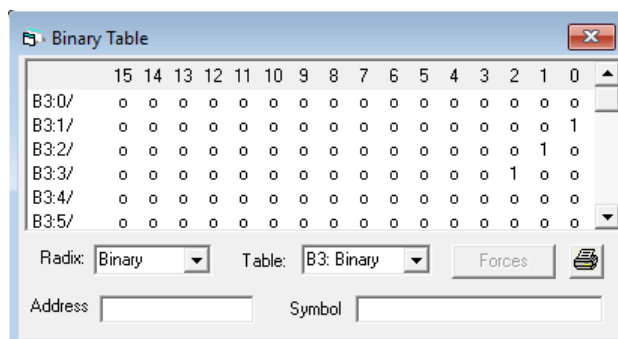 Binary Table
15 14 13 12 11 10 9 8 7 6 5 4 3 2 1 0
B3:0/ o o o o o o o o o o o o o o o o
B3:1/ o o o o o o o o o o o o o o o 1
B3:2/ o o o o o o o o o o o o o o 1 o
B3:3/ o o o o o o o o o o o o o 1 o o
B3:4/ o o o o o o o o o o o o o o o o
B3:5/ o o o o o o o o o o o o o o o o
Radix: Binary Table: B3: Binary Forces
Address Symbol